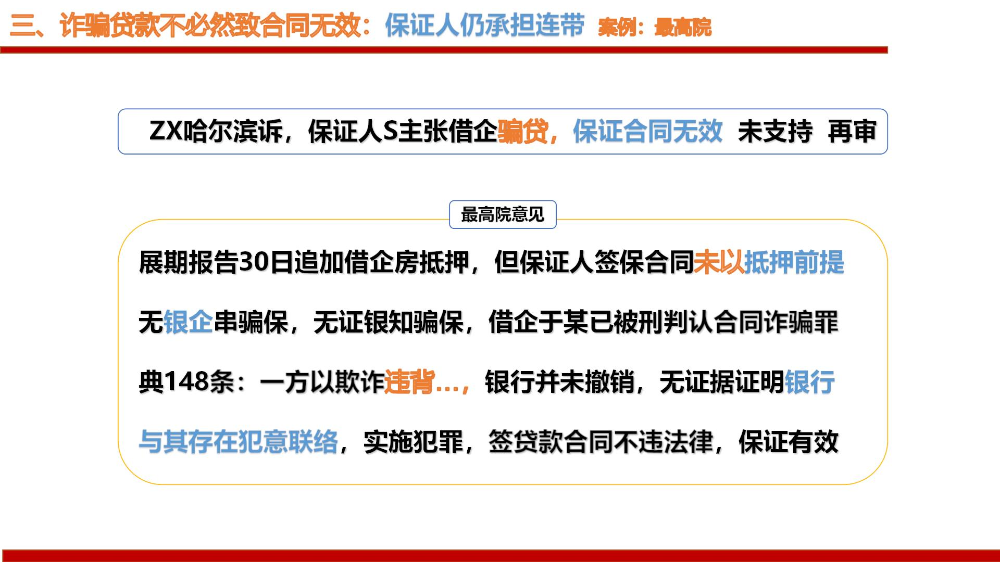 三、诈骗贷款不必然致合同无效：保证人仍承担连带 案例：最高院
ZX哈尔滨诉，保证人S主张借企骗贷，保证合同无效 未支持 再审
最高院意见
展期报告30日追加借企房抵押，但保证人签保合同未以抵押前提
无银企串骗保，无证银知骗保，借企于某已被刑判认合同诈骗罪
典148条：一方以欺诈违背…，银行并未撤销，无证据证明银行
与其存在犯意联络，实施犯罪，签贷款合同不违法律，保证有效